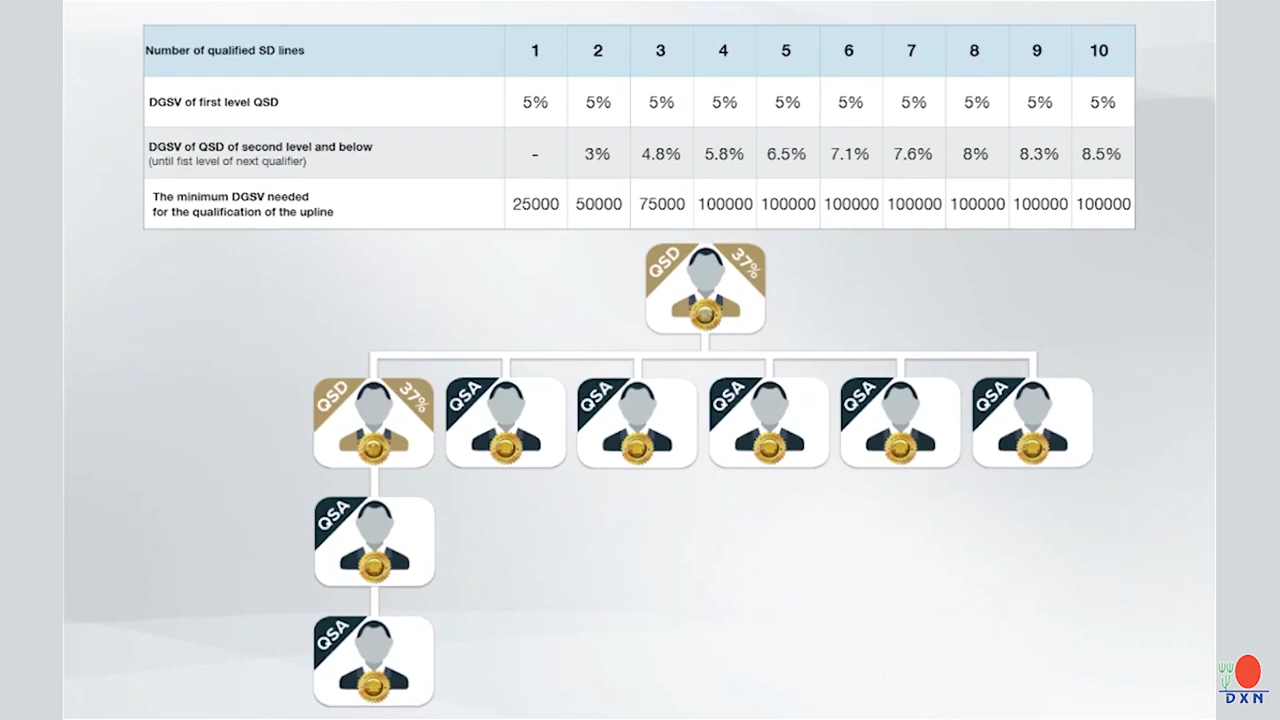 Number of qualified SD lines 1 2 3 4 5 6 7 8 9 10
DGSV of first level QSD 5% 5% 5% 5% 5% 5% 5% 5% 5% 5%
DGSV of QSD of second level and below
(until fist level of next qualifier) - 3% 4.8% 5.8% 6.5% 7.1% 7.6% 8% 8.3% 8.5%
The minimum DGSV needed
for the qualification of the upline 25000 50000 75000 100000 100000 100000 100000 100000 100000 100000
QSD 37%
QSD 37% QSA QSA QSA QSA QSA
QSA
QSA
DXN